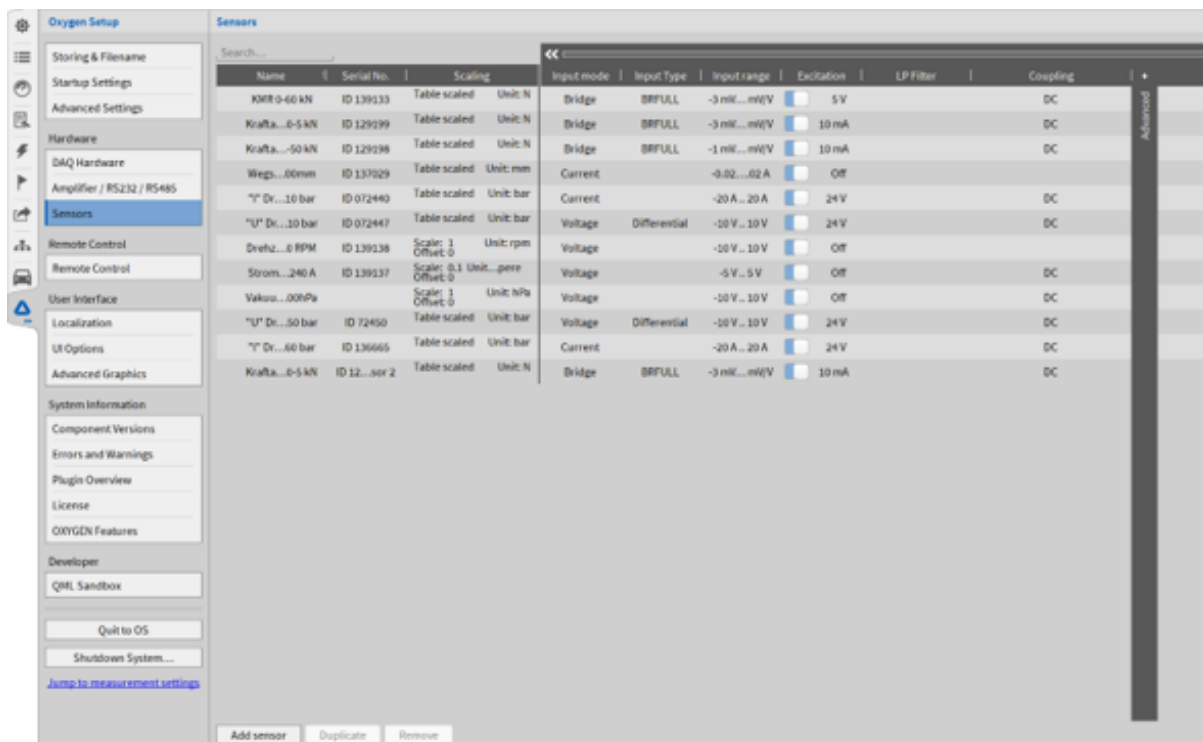 Oxygen Setup
Storing & Filename
Startup Settings
Advanced Settings
Hardware
DAQ Hardware
Amplifier / RS232 / RS485
Sensors
Remote Control
Remote Control
User Interface
Localization
UI Options
Advanced Graphics
System Information
Component Versions
Errors and Warnings
Plugin Overview
License
OXYGEN Features
Developer
QML Sandbox
Quit to OS
Shutdown System...
Jump to measurement settings
Sensors
Search...
Name Serial No. Scaling Input mode Input Type Input range Excitation LP Filter Coupling +
KMR 0-60 kN ID 139133 Table scaled Unit: N Bridge BRFULL -3 mV... mV/V 5 V DC
Krafta...0-5 kN ID 129199 Table scaled Unit: N Bridge BRFULL -3 mV... mV/V 10 mA DC
Krafta...-50 kN ID 129198 Table scaled Unit: N Bridge BRFULL -1 mV... mV/V 10 mA DC
Wegs...00mm ID 137029 Table scaled Unit: mm Current -0.02...02 A Off
"I" Dr...10 bar ID 072440 Table scaled Unit: bar Current -20 A... 20 A 24 V DC
"U" Dr...10 bar ID 072447 Table scaled Unit: bar Voltage Differential -10 V... 10 V 24 V DC
Drehz...0 RPM ID 139138 Scale: 1 Offset: 0 Unit: rpm Voltage -10 V... 10 V Off
Strom...240 A ID 139137 Scale: 0.1 Offset: 0 Unit...pere Voltage -5 V... 5 V Off DC
Vakuu...00hPa Scale: 1 Offset: 0 Unit: hPa Voltage -10 V... 10 V Off DC
"U" Dr...50 bar ID 72450 Table scaled Unit: bar Voltage Differential -10 V... 10 V 24 V DC
"I" Dr...60 bar ID 136665 Table scaled Unit: bar Current -20 A... 20 A 24 V DC
Krafta...0-5 kN ID 12...sor 2 Table scaled Unit: N Bridge BRFULL -3 mV... mV/V 10 mA DC
Advanced
Add sensor Duplicate Remove